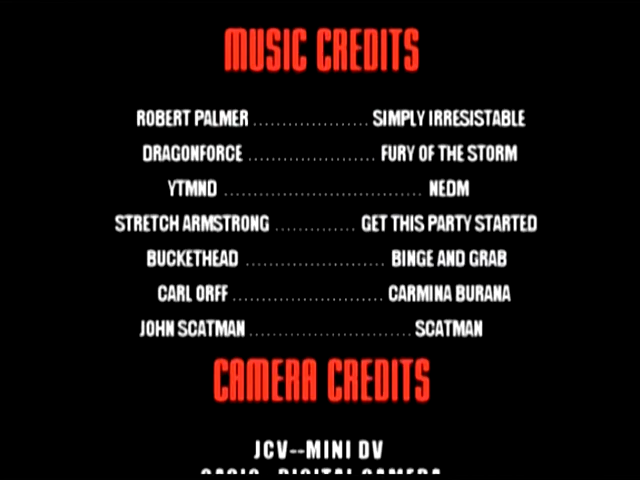 MUSIC CREDITS
ROBERT PALMER .................... SIMPLY IRRESISTABLE
DRAGONFORCE ...................... FURY OF THE STORM
YTMND .................................. NEDM
STRETCH ARMSTRONG .............. GET THIS PARTY STARTED
BUCKETHEAD ........................ BINGE AND GRAB
CARL ORFF .......................... CARMINA BURANA
JOHN SCATMAN ............................ SCATMAN
CAMERA CREDITS
JCV--MINI DV